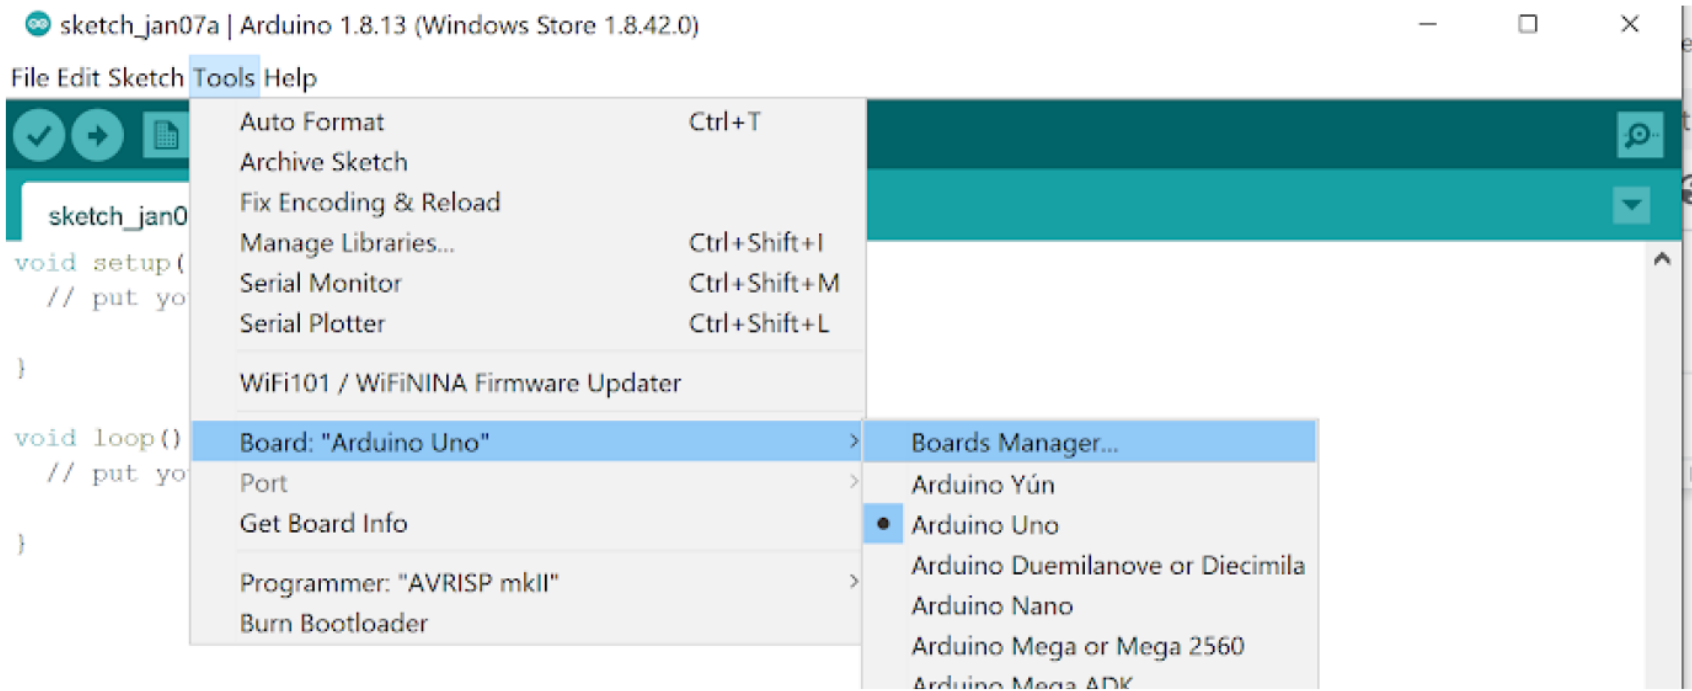 sketch_jan07a | Arduino 1.8.13 (Windows Store 1.8.42.0)
File Edit Sketch Tools Help
Auto Format Ctrl+T
Archive Sketch
Fix Encoding & Reload
Manage Libraries... Ctrl+Shift+I
Serial Monitor Ctrl+Shift+M
Serial Plotter Ctrl+Shift+L
WiFi101 / WiFiNINA Firmware Updater
Board: "Arduino Uno"
Port
Get Board Info
Programmer: "AVRISP mkII"
Burn Bootloader
Boards Manager...
Arduino Yún
Arduino Uno
Arduino Duemilanove or Diecimila
Arduino Nano
Arduino Mega or Mega 2560
Arduino Mega ADK
sketch_jan0
void setup(
// put yo
}
void loop()
// put yo
}